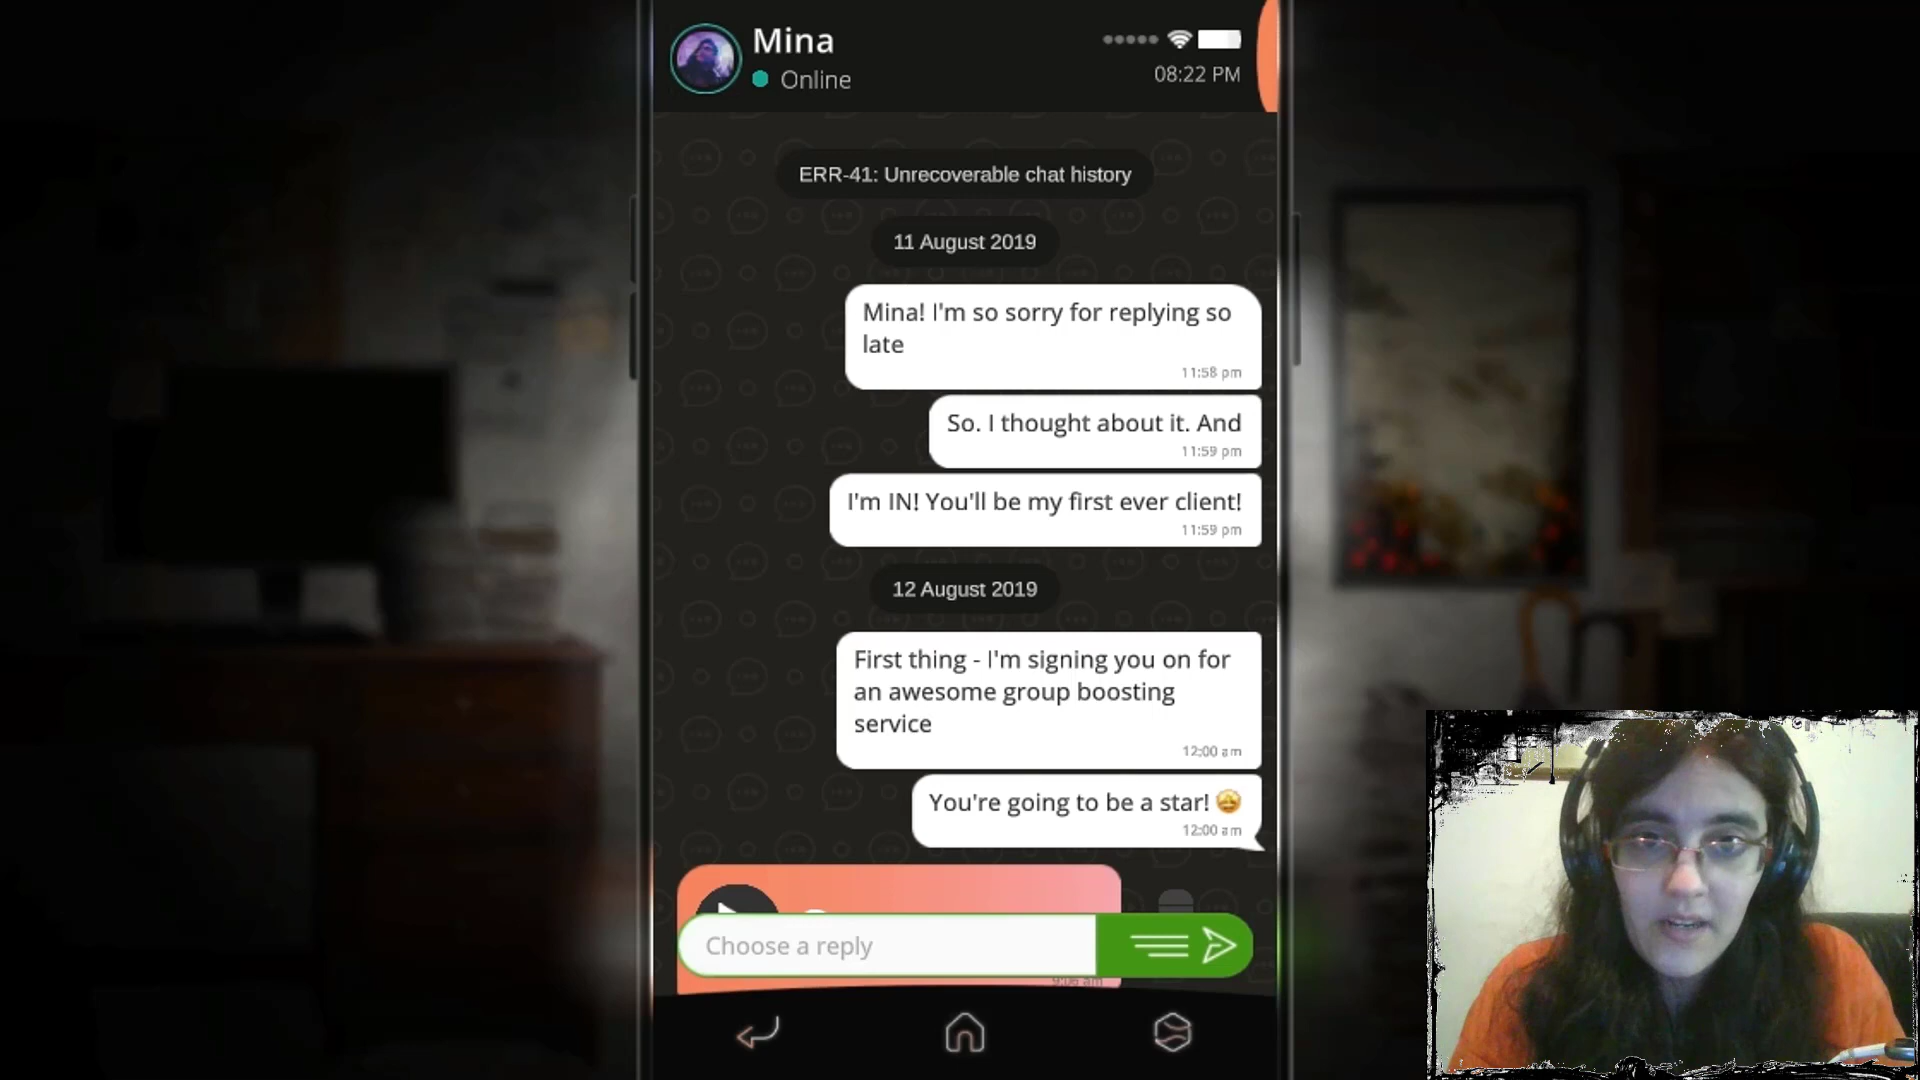 Mina
Online
08:22 PM
ERR-41: Unrecoverable chat history
11 August 2019
Mina! I'm so sorry for replying so
late
11:58 pm
So. I thought about it. And
11:59 pm
I'm IN! You'll be my first ever client!
11:59 pm
12 August 2019
First thing - I'm signing you on for
an awesome group boosting
service
12:00 am
You're going to be a star! 🤩
12:00 am
Choose a reply
9:06 am